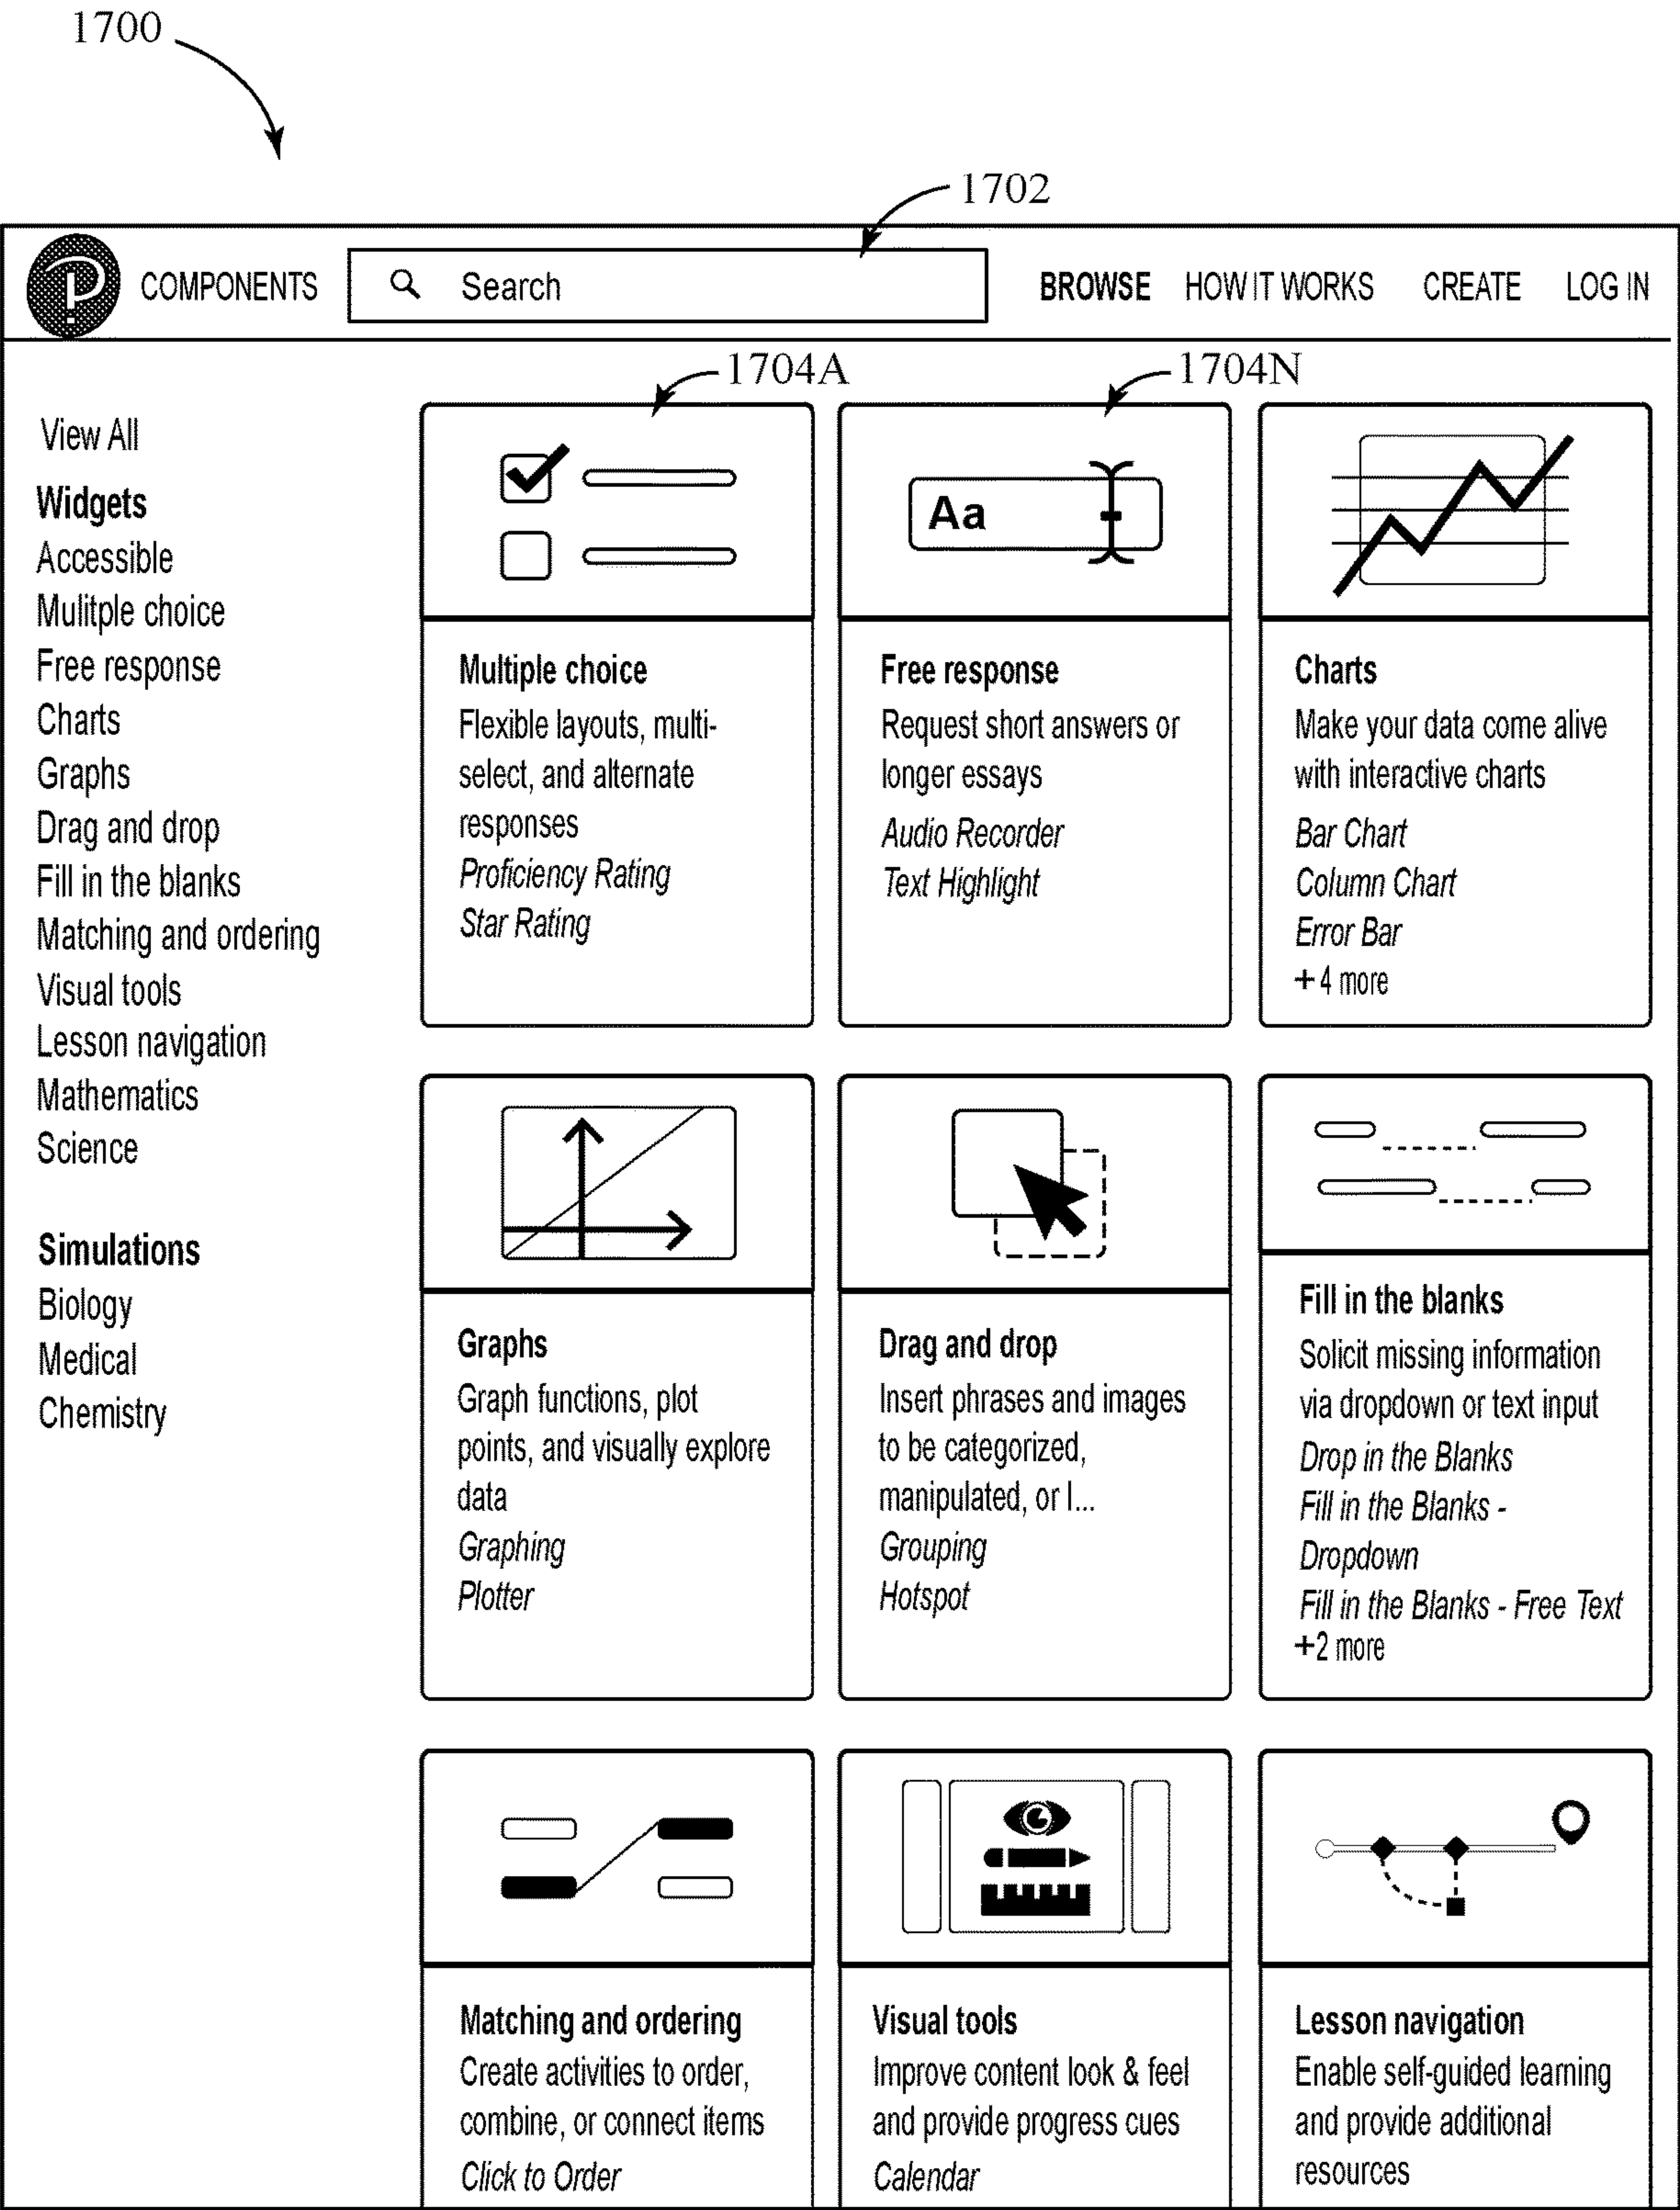 1700
1702
COMPONENTS Search BROWSE HOW IT WORKS CREATE LOG IN
1704A 1704N
View All
Widgets
Accessible
Mulitple choice
Free response
Charts
Graphs
Drag and drop
Fill in the blanks
Matching and ordering
Visual tools
Lesson navigation
Mathematics
Science
Simulations
Biology
Medical
Chemistry
Multiple choice
Flexible layouts, multi-
select, and alternate
responses
Proficiency Rating
Star Rating
Aa
Free response
Request short answers or
longer essays
Audio Recorder
Text Highlight
Charts
Make your data come alive
with interactive charts
Bar Chart
Column Chart
Error Bar
+ 4 more
Graphs
Graph functions, plot
points, and visually explore
data
Graphing
Plotter
Drag and drop
Insert phrases and images
to be categorized,
manipulated, or l...
Grouping
Hotspot
Fill in the blanks
Solicit missing information
via dropdown or text input
Drop in the Blanks
Fill in the Blanks -
Dropdown
Fill in the Blanks - Free Text
+2 more
Matching and ordering
Create activities to order,
combine, or connect items
Click to Order
Visual tools
Improve content look & feel
and provide progress cues
Calendar
Lesson navigation
Enable self-guided learning
and provide additional
resources